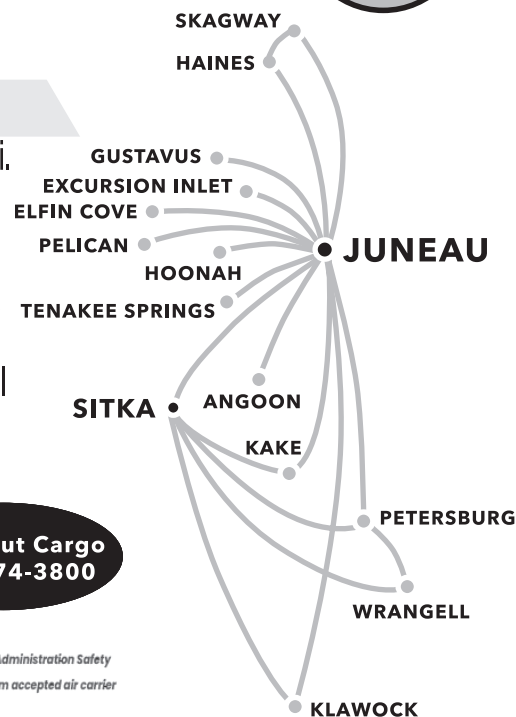 SKAGWAY
HAINES
i.
GUSTAVUS
EXCURSION INLET
ELFIN COVE
PELICAN
JUNEAU
HOONAH
TENAKEE SPRINGS
SITKA
ANGOON
KAKE
ut Cargo
74-3800
PETERSBURG
WRANGELL
Administration Safety
m accepted air carrier
KLAWOCK